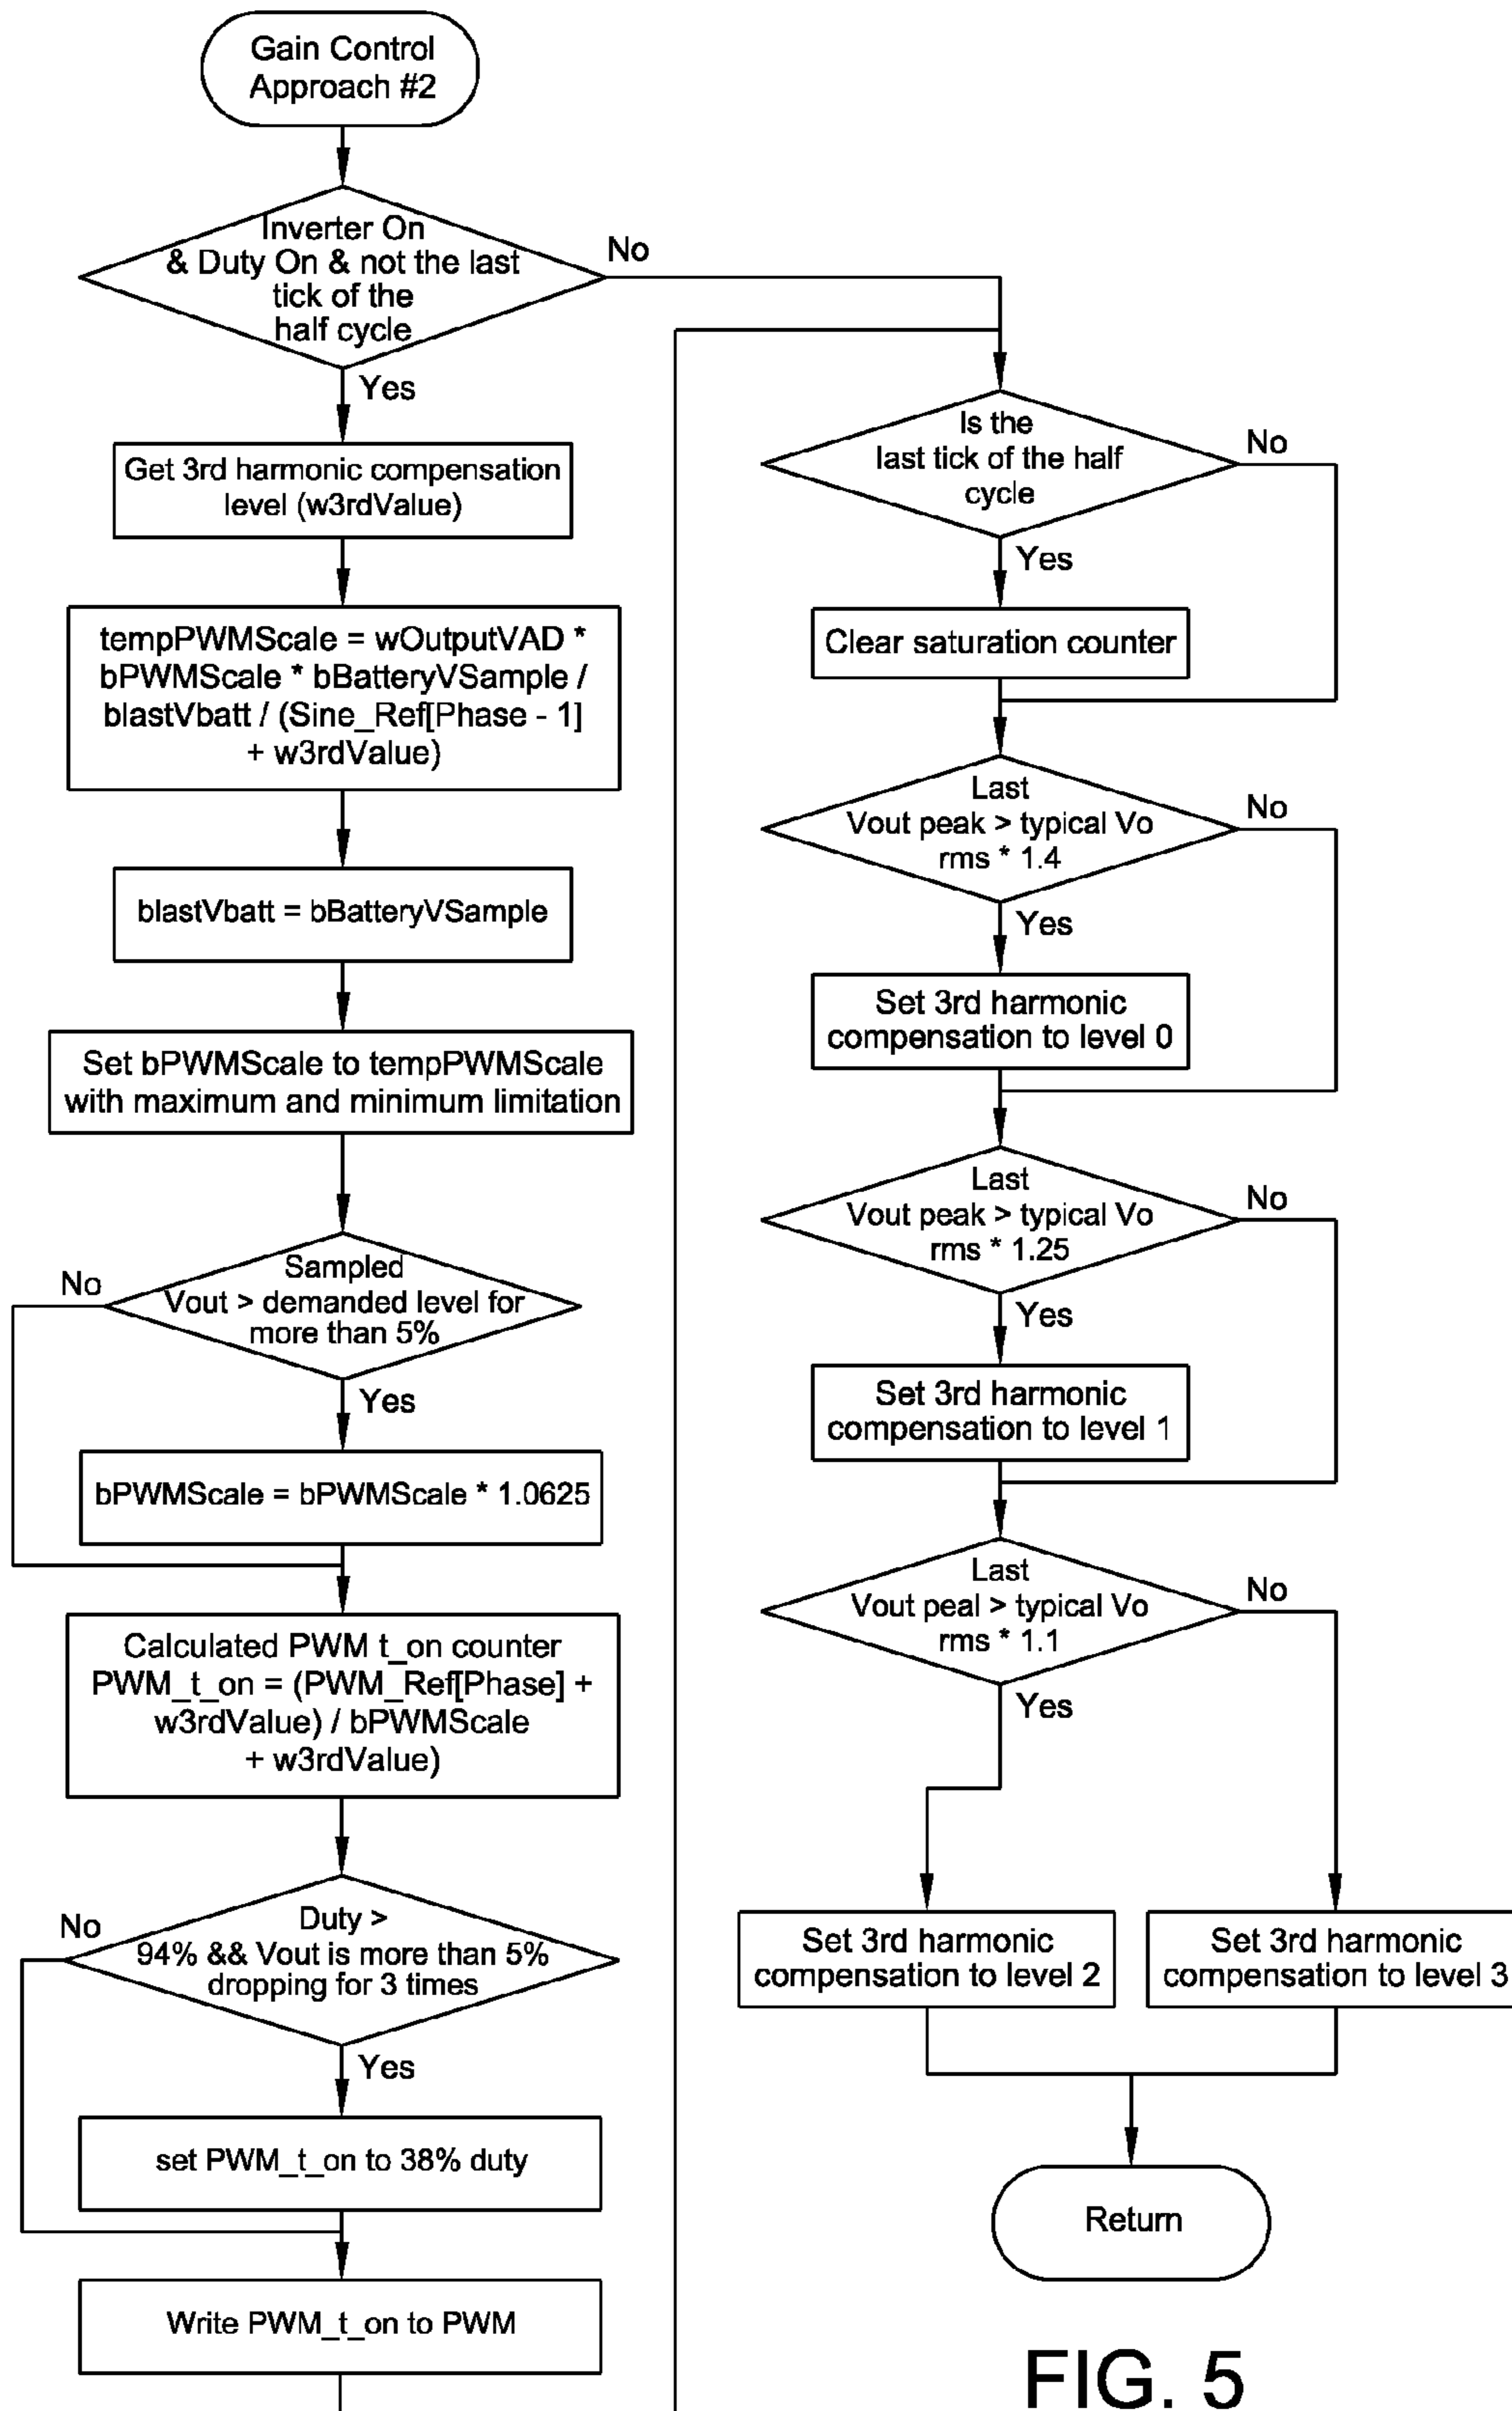 Gain Control
Approach #2
Inverter On
& Duty On & not the last
tick of the
half cycle
No
Yes
Get 3rd harmonic compensation
level (w3rdValue)
tempPWMScale = wOutputVAD *
bPWMScale * bBatteryVSample /
blastVbatt / (Sine_Ref[Phase - 1]
+ w3rdValue)
blastVbatt = bBatteryVSample
Set bPWMScale to tempPWMScale
with maximum and minimum limitation
Sampled
Vout > demanded level for
more than 5%
No
Yes
bPWMScale = bPWMScale * 1.0625
Calculated PWM t_on counter
PWM_t_on = (PWM_Ref[Phase] +
w3rdValue) / bPWMScale
+ w3rdValue)
Duty >
94% && Vout is more than 5%
dropping for 3 times
No
Yes
set PWM_t_on to 38% duty
Write PWM_t_on to PWM
Is the
last tick of the half
cycle
No
Yes
Clear saturation counter
Last
Vout peak > typical Vo
rms * 1.4
No
Yes
Set 3rd harmonic
compensation to level 0
Last
Vout peak > typical Vo
rms * 1.25
No
Yes
Set 3rd harmonic
compensation to level 1
Last
Vout peal > typical Vo
rms * 1.1
No
Yes
Set 3rd harmonic
compensation to level 2
Set 3rd harmonic
compensation to level 3
Return
FIG. 5